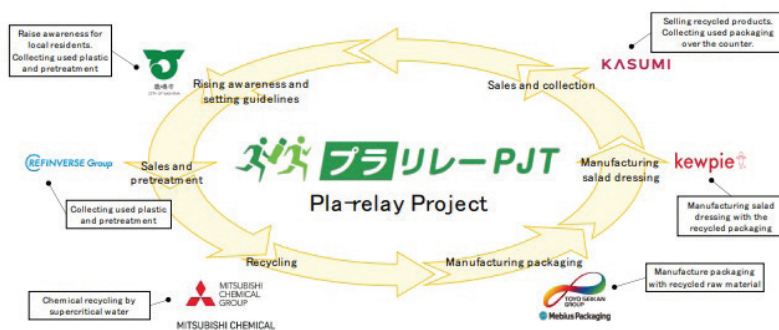 Raise awareness for
local residents.
Collecting used plastic
and pretreatment
CITY OF KASHIMA
Rising awareness and
setting guidelines
Selling recycled products.
Collecting used packaging
over the counter.
KASUMI
Sales and collection
REFINVERSE Group
Sales and
pretreatment
Collecting used plastic
and pretreatment
プラリレーPJT
Pla-relay Project
Manufacturing
salad dressing
kewpie
Manufacturing salad
dressing with the
recycled packaging
Recycling
Manufacturing packaging
Chemical recycling by
supercritical water
MITSUBISHI
CHEMICAL
GROUP
MITSUBISHI CHEMICAL
TOYO SEIKAN
GROUP
Mebius Packaging
Manufacture packaging
with recycled raw material